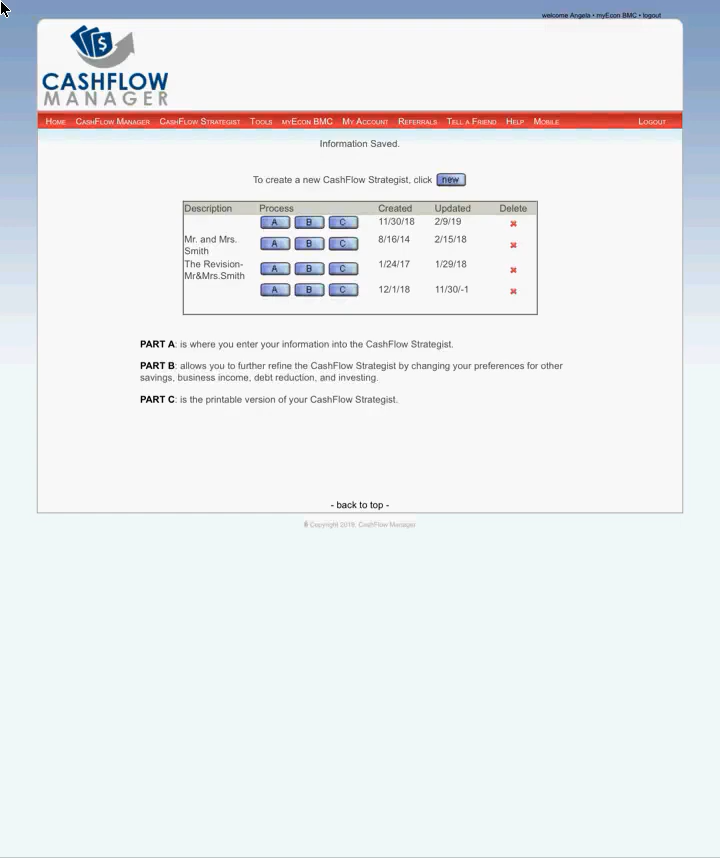 welcome Angela • myEcon BMC • logout
$
CASHFLOW
MANAGER
HOME CASHFLOW MANAGER CASHFLOW STRATEGIST TOOLS MYECON BMC MY ACCOUNT REFERRALS TELL A FRIEND HELP MOBILE LOGOUT
Information Saved.
To create a new CashFlow Strategist, click new
Description Process Created Updated Delete
A B C 11/30/18 2/9/19
Mr. and Mrs. A B C 8/16/14 2/15/18
Smith
The Revision- A B C 1/24/17 1/29/18
Mr&Mrs.Smith
A B C 12/1/18 11/30/-1
PART A: is where you enter your information into the CashFlow Strategist.
PART B: allows you to further refine the CashFlow Strategist by changing your preferences for other
savings, business income, debt reduction, and investing.
PART C: is the printable version of your CashFlow Strategist.
- back to top -
© Copyright 2019, CashFlow Manager